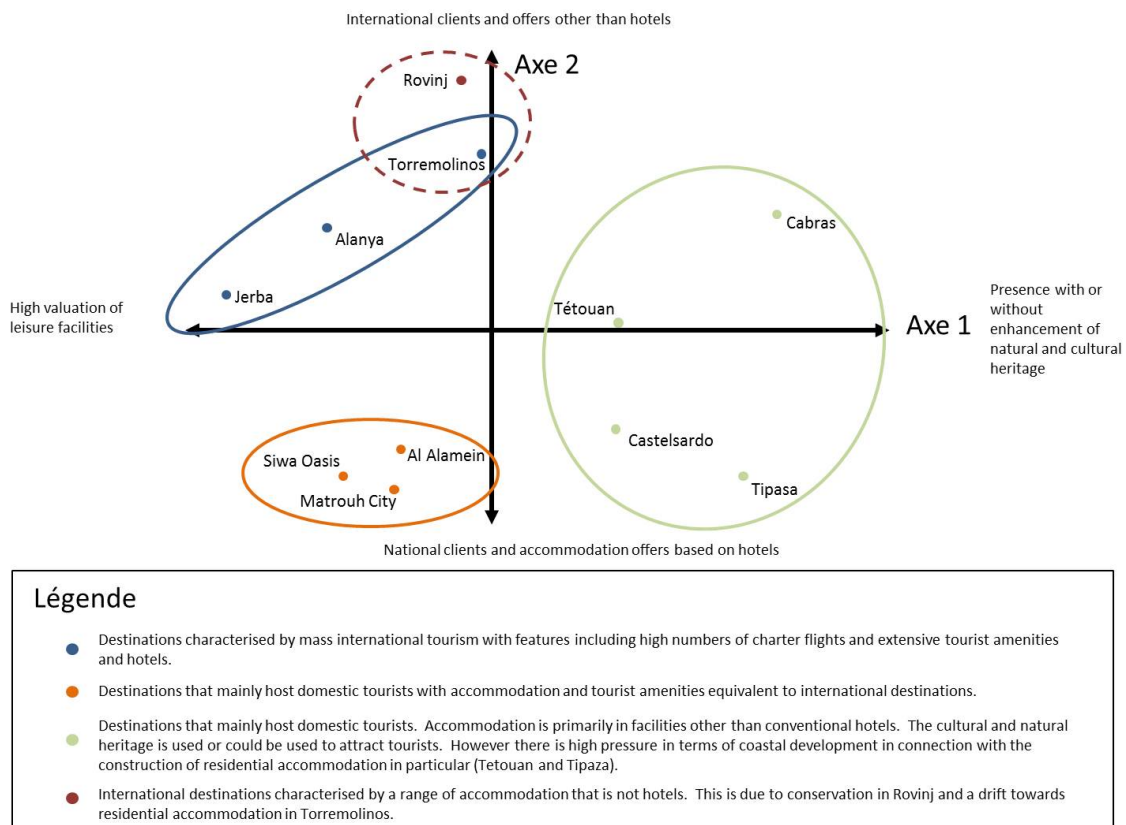 International clients and offers other than hotels
Axe 2
Rovinj
Torremolinos
Cabras
Alanya
Jerba
Tétouan
High valuation of
leisure facilities
Axe 1
Presence with or
without
enhancement of
natural and cultural
heritage
Castelsardo
Al Alamein
Siwa Oasis
Tipasa
Matrouh City
National clients and accommodation offers based on hotels
Légende
Destinations characterised by mass international tourism with features including high numbers of charter flights and extensive tourist amenities
and hotels.
Destinations that mainly host domestic tourists with accommodation and tourist amenities equivalent to international destinations.
Destinations that mainly host domestic tourists. Accommodation is primarily in facilities other than conventional hotels. The cultural and natural
heritage is used or could be used to attract tourists. However there is high pressure in terms of coastal development in connection with the
construction of residential accommodation in particular (Tetouan and Tipaza).
International destinations characterised by a range of accommodation that is not hotels. This is due to conservation in Rovinj and a drift towards
residential accommodation in Torremolinos.